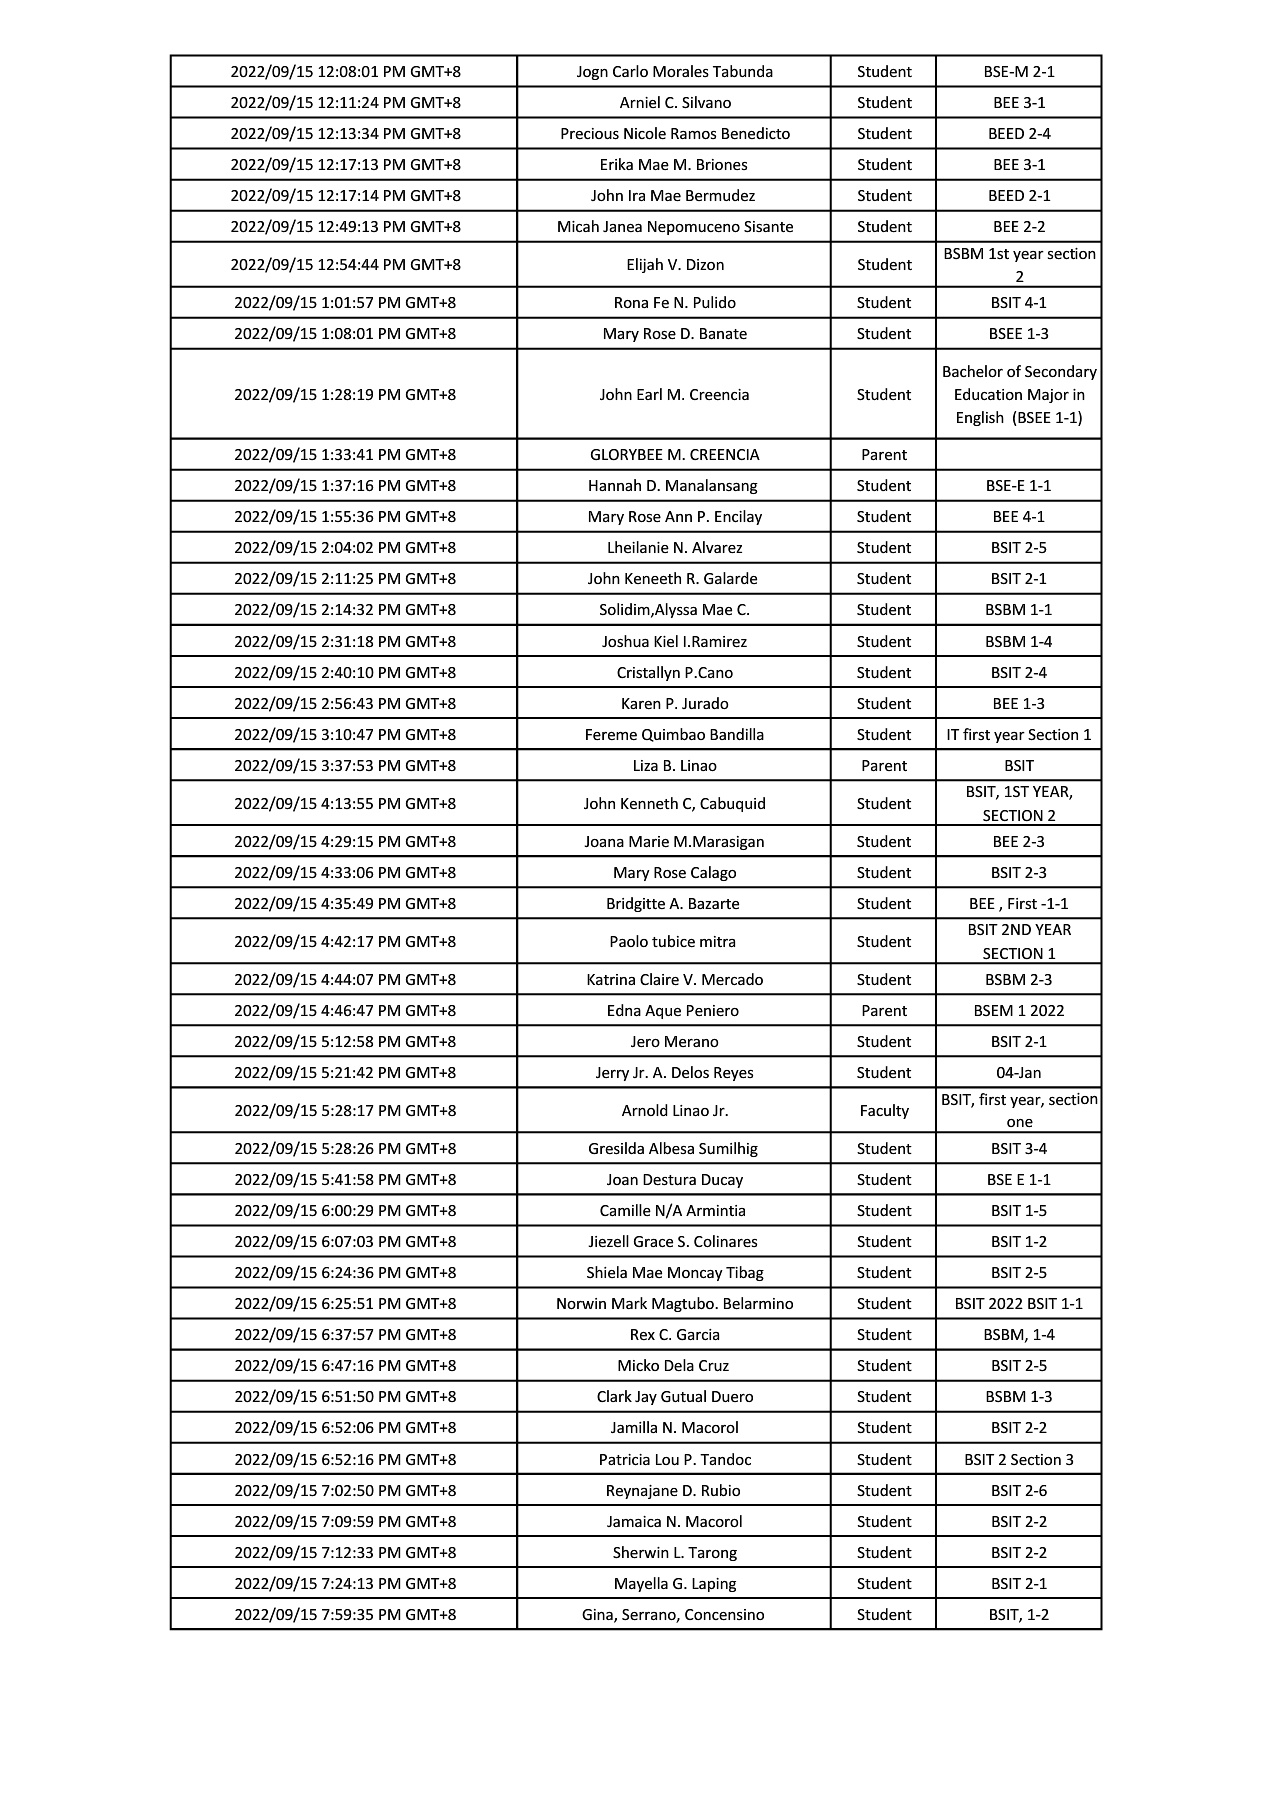 2022/09/15 12:08:01 PM GMT+8 Jogn Carlo Morales Tabunda Student BSE-M 2-1
2022/09/15 12:11:24 PM GMT+8 Arniel C. Silvano Student BEE 3-1
2022/09/15 12:13:34 PM GMT+8 Precious Nicole Ramos Benedicto Student BEED 2-4
2022/09/15 12:17:13 PM GMT+8 Erika Mae M. Briones Student BEE 3-1
2022/09/15 12:17:14 PM GMT+8 John Ira Mae Bermudez Student BEED 2-1
2022/09/15 12:49:13 PM GMT+8 Micah Janea Nepomuceno Sisante Student BEE 2-2
2022/09/15 12:54:44 PM GMT+8 Elijah V. Dizon Student BSBM 1st year section
2
2022/09/15 1:01:57 PM GMT+8 Rona Fe N. Pulido Student BSIT 4-1
2022/09/15 1:08:01 PM GMT+8 Mary Rose D. Banate Student BSEE 1-3
2022/09/15 1:28:19 PM GMT+8 John Earl M. Creencia Student Bachelor of Secondary
Education Major in
English (BSEE 1-1)
2022/09/15 1:33:41 PM GMT+8 GLORYBEE M. CREENCIA Parent
2022/09/15 1:37:16 PM GMT+8 Hannah D. Manalansang Student BSE-E 1-1
2022/09/15 1:55:36 PM GMT+8 Mary Rose Ann P. Encilay Student BEE 4-1
2022/09/15 2:04:02 PM GMT+8 Lheilanie N. Alvarez Student BSIT 2-5
2022/09/15 2:11:25 PM GMT+8 John Keneeth R. Galarde Student BSIT 2-1
2022/09/15 2:14:32 PM GMT+8 Solidim,Alyssa Mae C. Student BSBM 1-1
2022/09/15 2:31:18 PM GMT+8 Joshua Kiel I.Ramirez Student BSBM 1-4
2022/09/15 2:40:10 PM GMT+8 Cristallyn P.Cano Student BSIT 2-4
2022/09/15 2:56:43 PM GMT+8 Karen P. Jurado Student BEE 1-3
2022/09/15 3:10:47 PM GMT+8 Fereme Quimbao Bandilla Student IT first year Section 1
2022/09/15 3:37:53 PM GMT+8 Liza B. Linao Parent BSIT
2022/09/15 4:13:55 PM GMT+8 John Kenneth C, Cabuquid Student BSIT, 1ST YEAR,
SECTION 2
2022/09/15 4:29:15 PM GMT+8 Joana Marie M.Marasigan Student BEE 2-3
2022/09/15 4:33:06 PM GMT+8 Mary Rose Calago Student BSIT 2-3
2022/09/15 4:35:49 PM GMT+8 Bridgitte A. Bazarte Student BEE , First -1-1
2022/09/15 4:42:17 PM GMT+8 Paolo tubice mitra Student BSIT 2ND YEAR
SECTION 1
2022/09/15 4:44:07 PM GMT+8 Katrina Claire V. Mercado Student BSBM 2-3
2022/09/15 4:46:47 PM GMT+8 Edna Aque Peniero Parent BSEM 1 2022
2022/09/15 5:12:58 PM GMT+8 Jero Merano Student BSIT 2-1
2022/09/15 5:21:42 PM GMT+8 Jerry Jr. A. Delos Reyes Student 04-Jan
2022/09/15 5:28:17 PM GMT+8 Arnold Linao Jr. Faculty BSIT, first year, section
one
2022/09/15 5:28:26 PM GMT+8 Gresilda Albesa Sumilhig Student BSIT 3-4
2022/09/15 5:41:58 PM GMT+8 Joan Destura Ducay Student BSE E 1-1
2022/09/15 6:00:29 PM GMT+8 Camille N/A Armintia Student BSIT 1-5
2022/09/15 6:07:03 PM GMT+8 Jiezell Grace S. Colinares Student BSIT 1-2
2022/09/15 6:24:36 PM GMT+8 Shiela Mae Moncay Tibag Student BSIT 2-5
2022/09/15 6:25:51 PM GMT+8 Norwin Mark Magtubo. Belarmino Student BSIT 2022 BSIT 1-1
2022/09/15 6:37:57 PM GMT+8 Rex C. Garcia Student BSBM, 1-4
2022/09/15 6:47:16 PM GMT+8 Micko Dela Cruz Student BSIT 2-5
2022/09/15 6:51:50 PM GMT+8 Clark Jay Gutual Duero Student BSBM 1-3
2022/09/15 6:52:06 PM GMT+8 Jamilla N. Macorol Student BSIT 2-2
2022/09/15 6:52:16 PM GMT+8 Patricia Lou P. Tandoc Student BSIT 2 Section 3
2022/09/15 7:02:50 PM GMT+8 Reynajane D. Rubio Student BSIT 2-6
2022/09/15 7:09:59 PM GMT+8 Jamaica N. Macorol Student BSIT 2-2
2022/09/15 7:12:33 PM GMT+8 Sherwin L. Tarong Student BSIT 2-2
2022/09/15 7:24:13 PM GMT+8 Mayella G. Laping Student BSIT 2-1
2022/09/15 7:59:35 PM GMT+8 Gina, Serrano, Concensino Student BSIT, 1-2